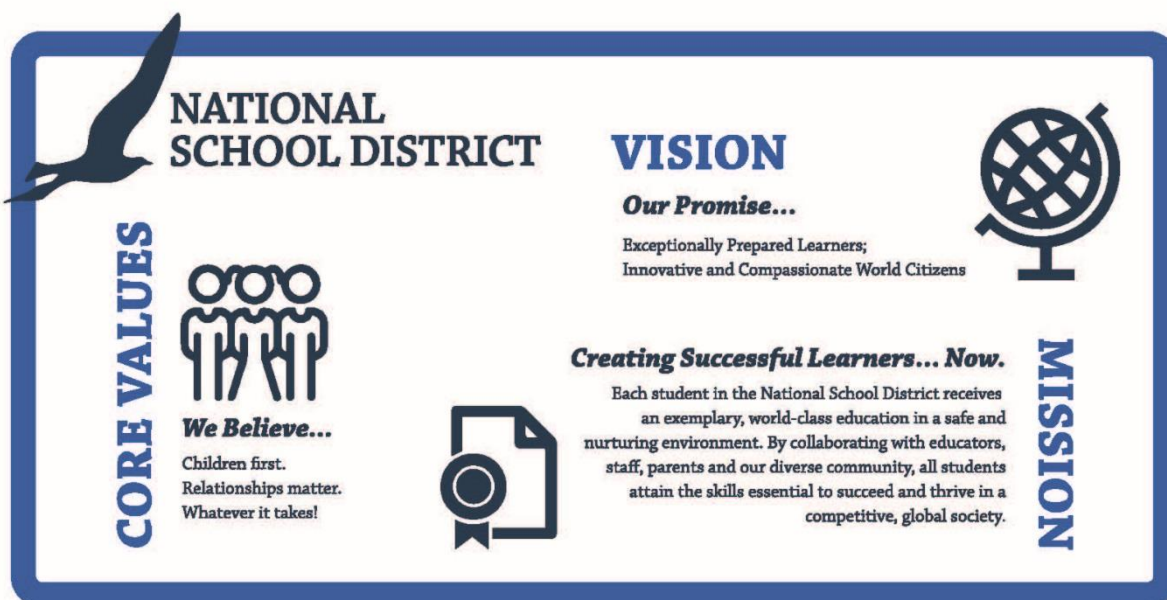 NATIONAL
SCHOOL DISTRICT
CORE VALUES
We Believe...
Children first.
Relationships matter.
Whatever it takes!
VISION
Our Promise...
Exceptionally Prepared Learners;
Innovative and Compassionate World Citizens
MISSION
Creating Successful Learners... Now.
Each student in the National School District receives
an exemplary, world-class education in a safe and
nurturing environment. By collaborating with educators,
staff, parents and our diverse community, all students
attain the skills essential to succeed and thrive in a
competitive, global society.